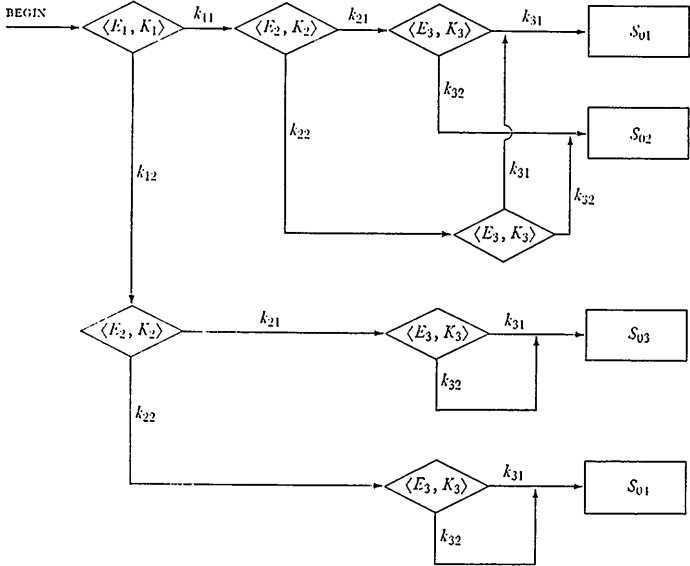 BEGIN
⟨E₁, K₁⟩
k₁₁
⟨E₂, K₂⟩
k₂₁
⟨E₃, K₃⟩
k₃₁
S₀₁
k₃₂
k₂₂
S₀₂
k₁₂
k₃₁
k₃₂
⟨E₃, K₃⟩
⟨E₂, K₂⟩
k₂₁
⟨E₃, K₃⟩
k₃₁
S₀₃
k₃₂
k₂₂
⟨E₃, K₃⟩
k₃₁
S₀₄
k₃₂